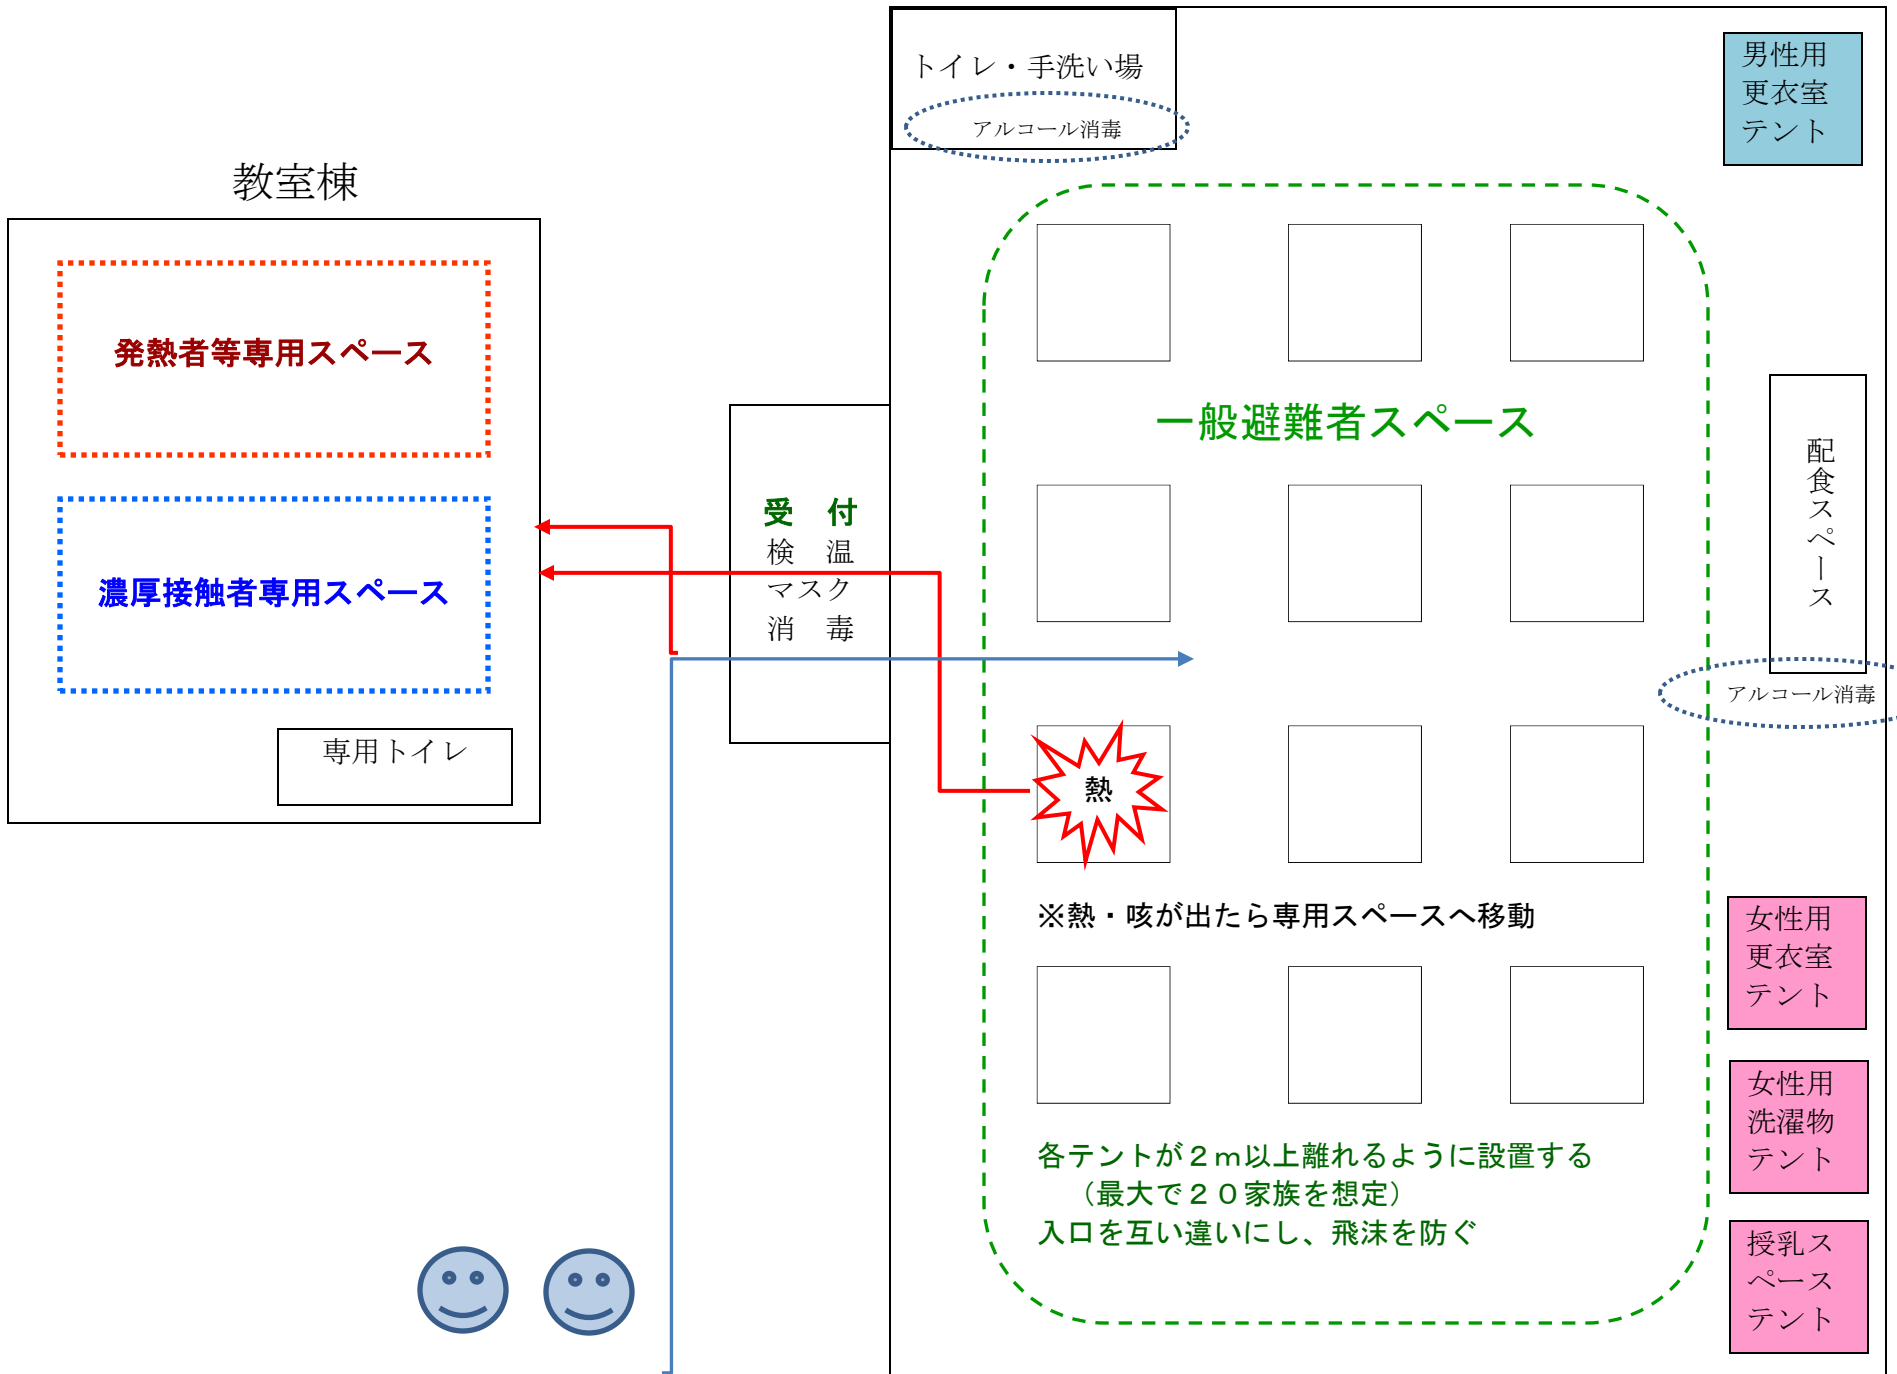 トイレ・手洗い場
アルコール消毒
男性用
更衣室
テント
教室棟
発熱者等専用スペース
濃厚接触者専用スペース
専用トイレ
受　付
検　温
マスク
消　毒
一般避難者スペース
配食スペース
アルコール消毒
熱
※熱・咳が出たら専用スペースへ移動
各テントが２ｍ以上離れるように設置する
（最大で２０家族を想定）
入口を互い違いにし、飛沫を防ぐ
女性用
更衣室
テント
女性用
洗濯物
テント
授乳ス
ペース
テント